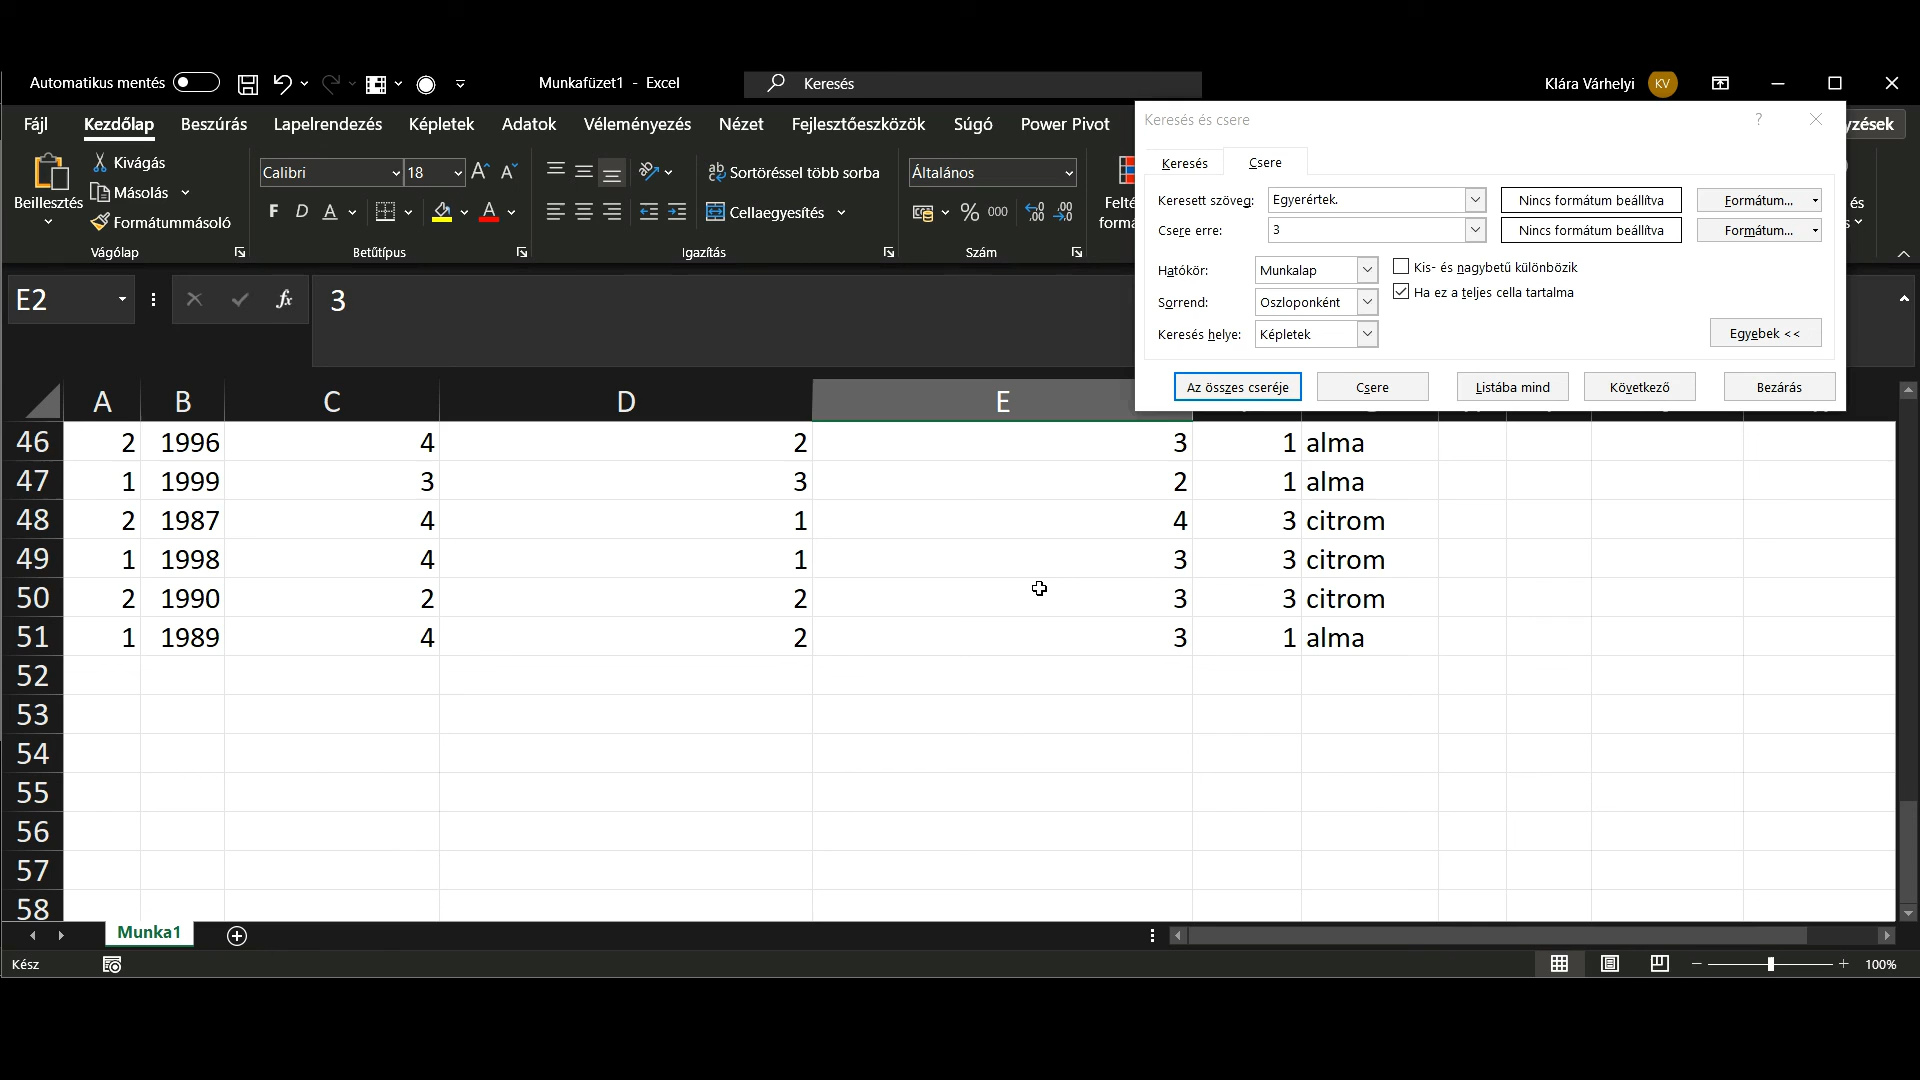 Automatikus mentés
Munkafüzet1 - Excel
Keresés
Klára Várhelyi KV
Fájl Kezdőlap Beszúrás Lapelrendezés Képletek Adatok Véleményezés Nézet Fejlesztőeszközök Súgó Power Pivot
Beillesztés
Kivágás
Másolás
Formátummásoló
Vágólap
Calibri 18
F D A
Betűtípus
Sortöréssel több sorba
Cellaegyesítés
Igazítás
Általános
% 000
Szám
Keresés és csere
Keresés Csere
Keresett szöveg: Egyerértek. Nincs formátum beállítva Formátum...
Csere erre: 3 Nincs formátum beállítva Formátum...
Hatókör: Munkalap Kis- és nagybetű különbözik
Sorrend: Oszloponként Ha ez a teljes cella tartalma
Keresés helye: Képletek Egyebek <<
Az összes cseréje Csere Listába mind Következő Bezárás
E2 fx 3
A B C D E
46 2 1996 4 2 3 1 alma
47 1 1999 3 3 2 1 alma
48 2 1987 4 1 4 3 citrom
49 1 1998 4 1 3 3 citrom
50 2 1990 2 2 3 3 citrom
51 1 1989 4 2 3 1 alma
52
53
54
55
56
57
58
Munka1
Kész
100%